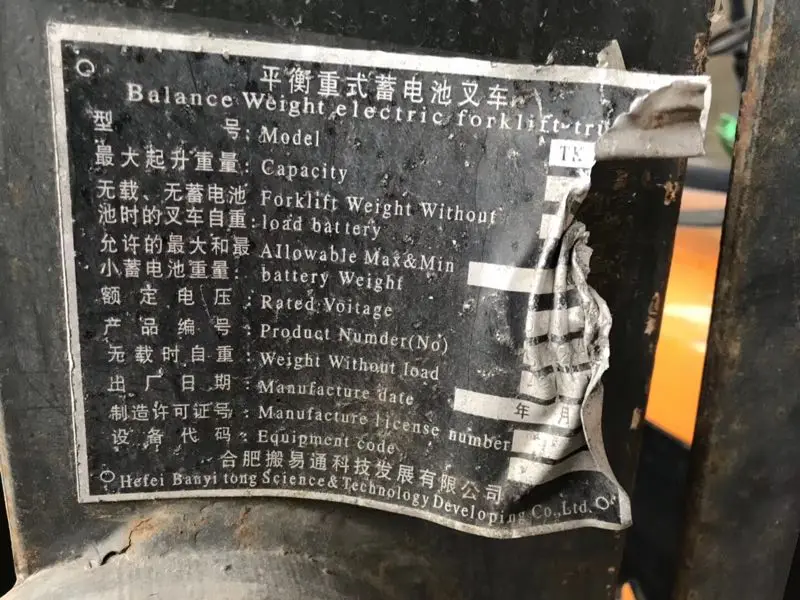 平衡重式蓄电池叉车
Balance Weight electric forklift tru
型 号: Model TK
最大起升重量: Capacity
无载、无蓄电池 Forklift Weight Without
池时的叉车自重: load battery
允许的最大和最 Allowable Max&Min
小蓄电池重量: battery Weight
额定电压: Rated Voitage
产品编号: Product Numder(No)
无载时自重: Weight Without load
出厂日期: Manufacture date 年 月
制造许可证号: Manufacture license number
设备代码: Equipment code
合肥搬易通科技发展有限公司
Hefei Banyi tong Science&Technology Developing Co.,Ltd.